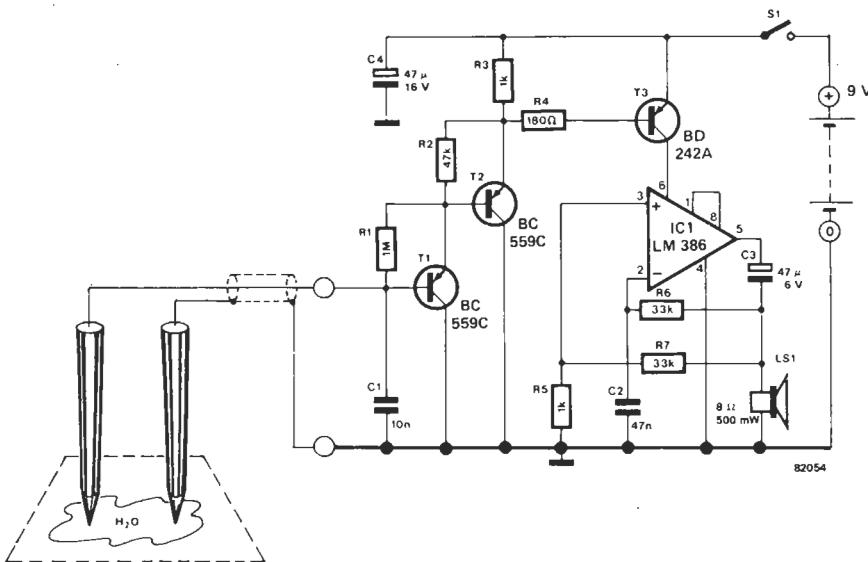 S1
C4
47 µ
16 V
R3
1k
R4
180Ω
T3
BD
242A
9 V
+
0
R2
47k
T2
BC
559C
R1
1M
T1
BC
559C
6
3
+
1
8
IC1
LM 386
5
2
−
4
C3
47 µ
6 V
R6
33k
R7
33k
LS1
8 Ω
500 mW
C1
10n
R5
1k
C2
47n
82054
H₂O